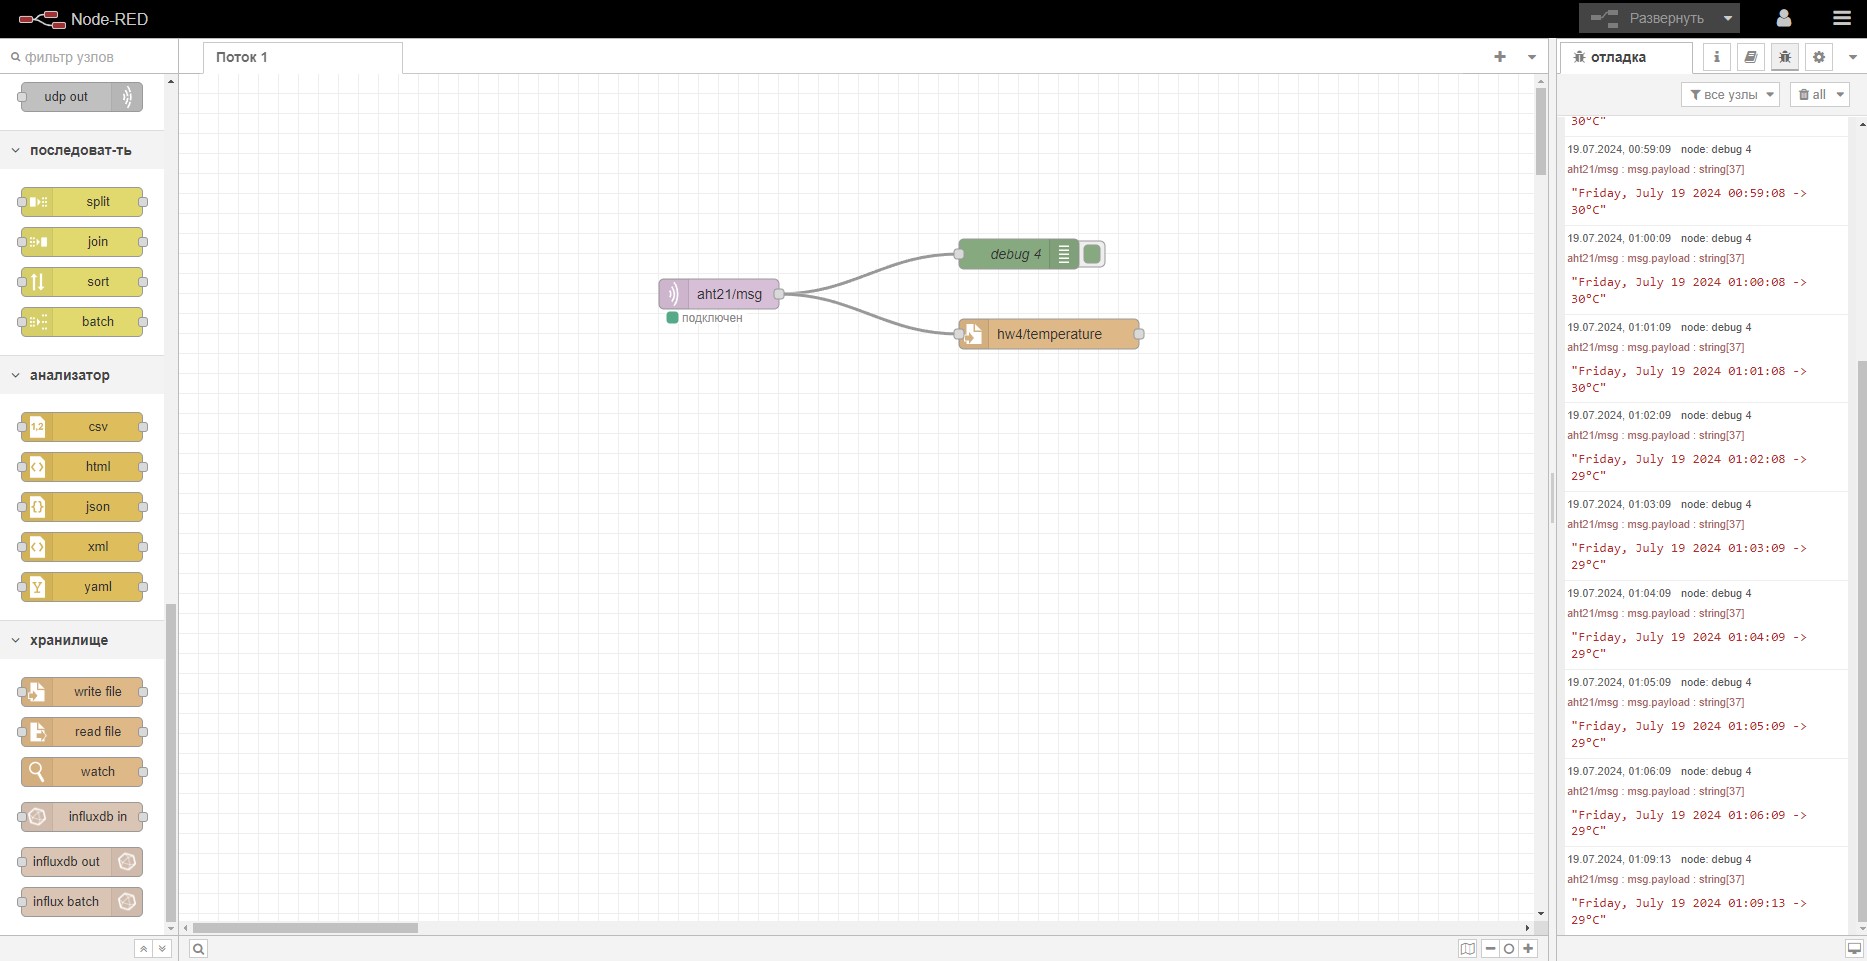 Node-RED
Развернуть
фильтр узлов
Поток 1
отладка
все узлы
all
udp out
последоват-ть
split
join
sort
batch
анализатор
csv
html
json
xml
yaml
хранилище
write file
read file
watch
influxdb in
influxdb out
influx batch
debug 4
aht21/msg
подключен
hw4/temperature
30°C"
19.07.2024, 00:59:09 node: debug 4
aht21/msg : msg.payload : string[37]
"Friday, July 19 2024 00:59:08 ->
30°C"
19.07.2024, 01:00:09 node: debug 4
aht21/msg : msg.payload : string[37]
"Friday, July 19 2024 01:00:08 ->
30°C"
19.07.2024, 01:01:09 node: debug 4
aht21/msg : msg.payload : string[37]
"Friday, July 19 2024 01:01:08 ->
30°C"
19.07.2024, 01:02:09 node: debug 4
aht21/msg : msg.payload : string[37]
"Friday, July 19 2024 01:02:08 ->
29°C"
19.07.2024, 01:03:09 node: debug 4
aht21/msg : msg.payload : string[37]
"Friday, July 19 2024 01:03:09 ->
29°C"
19.07.2024, 01:04:09 node: debug 4
aht21/msg : msg.payload : string[37]
"Friday, July 19 2024 01:04:09 ->
29°C"
19.07.2024, 01:05:09 node: debug 4
aht21/msg : msg.payload : string[37]
"Friday, July 19 2024 01:05:09 ->
29°C"
19.07.2024, 01:06:09 node: debug 4
aht21/msg : msg.payload : string[37]
"Friday, July 19 2024 01:06:09 ->
29°C"
19.07.2024, 01:09:13 node: debug 4
aht21/msg : msg.payload : string[37]
"Friday, July 19 2024 01:09:13 ->
29°C"